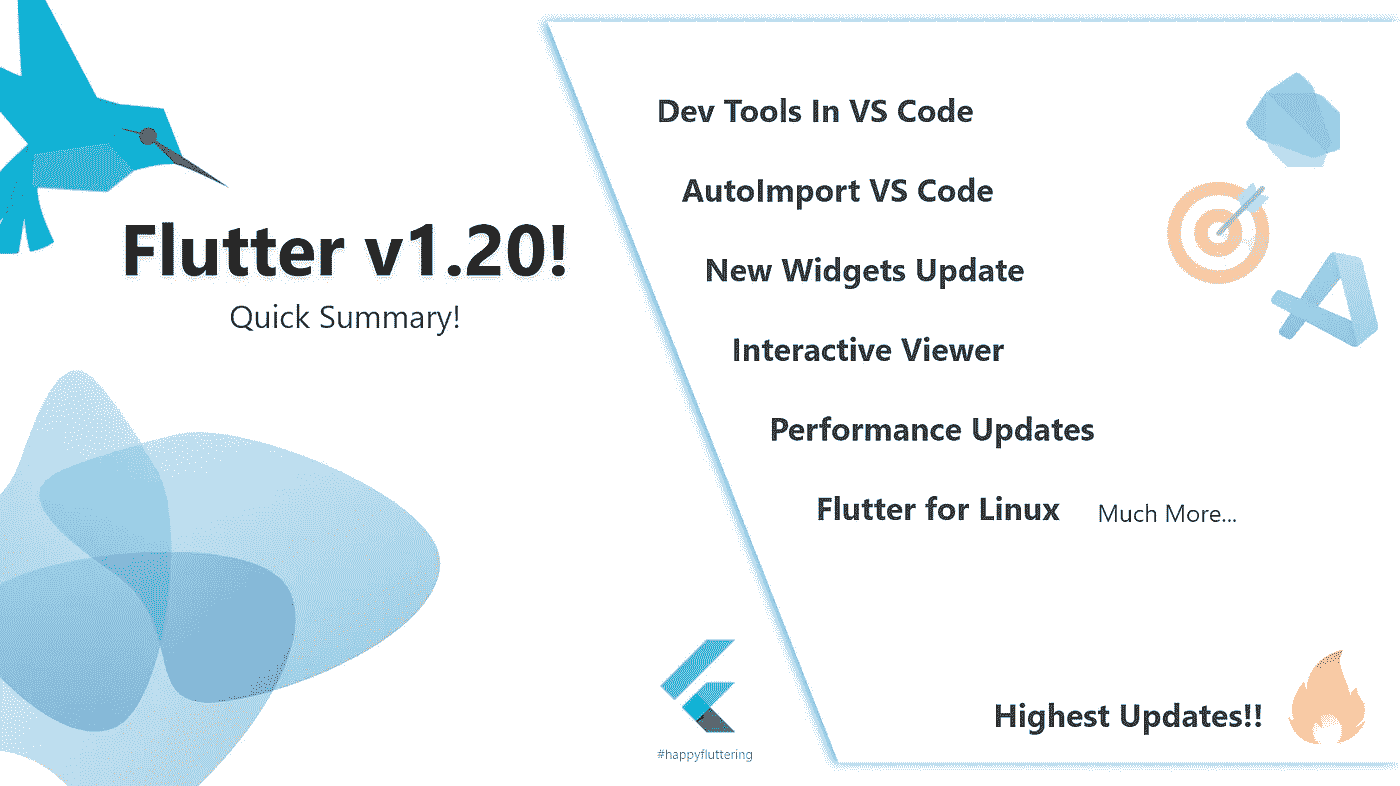 Flutter v1.20!
Quick Summary!
Dev Tools In VS Code
AutoImport VS Code
New Widgets Update
Interactive Viewer
Performance Updates
Flutter for Linux Much More...
Highest Updates!!
#happyfluttering